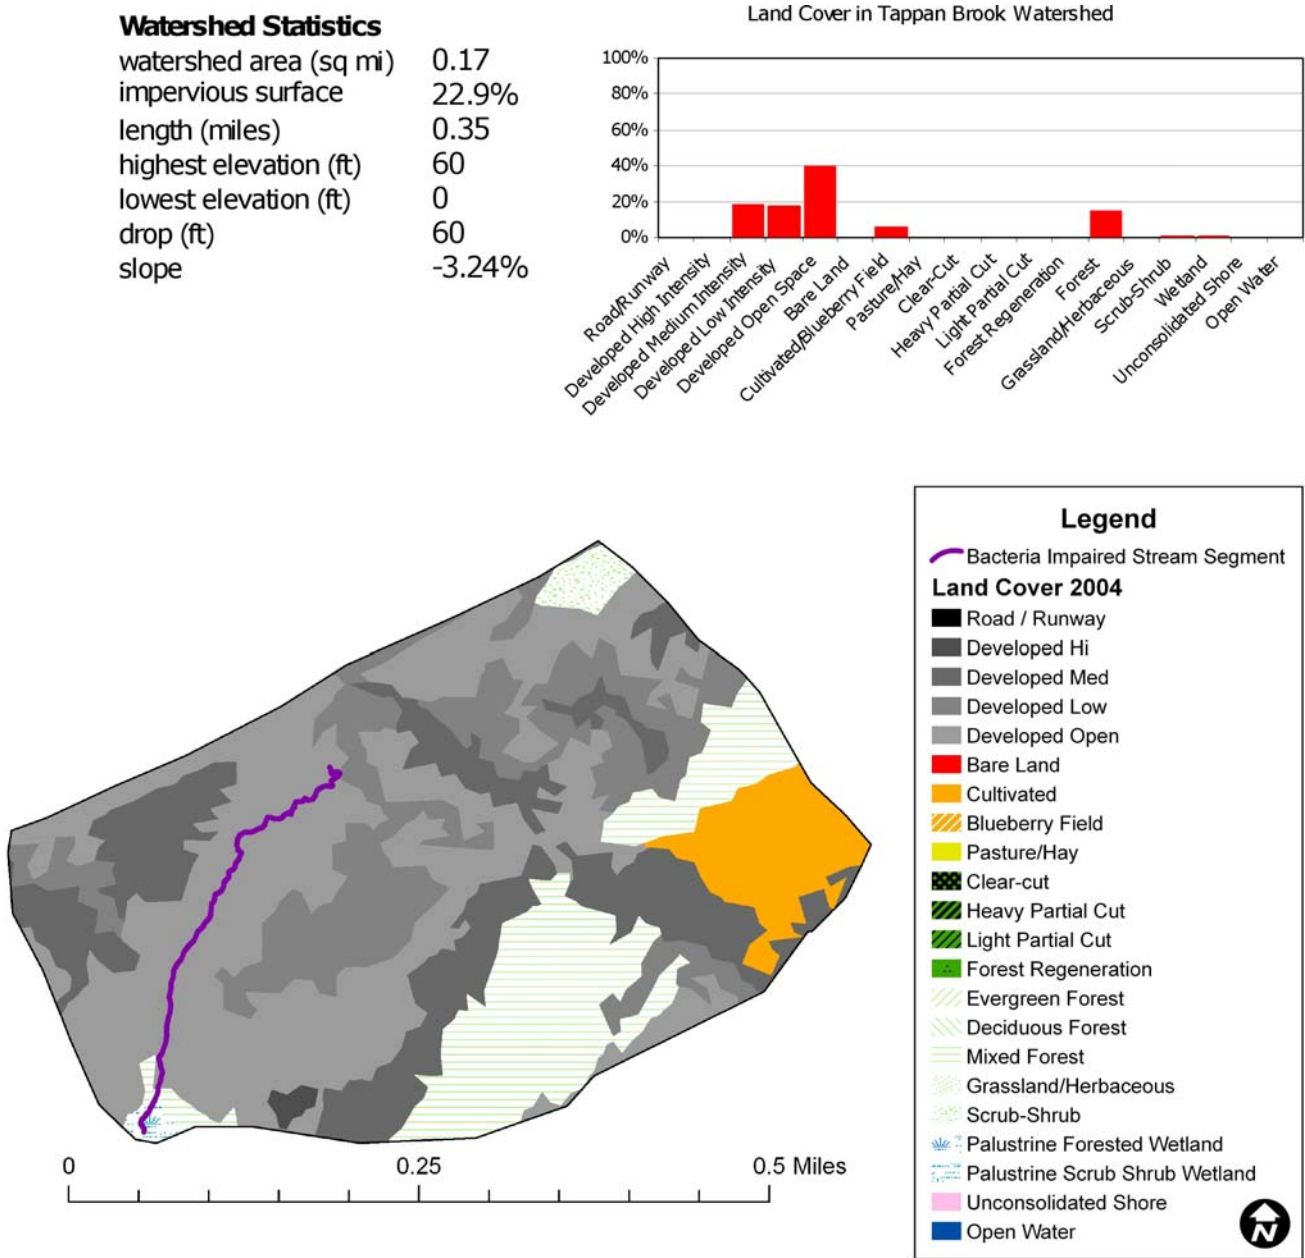 Watershed Statistics
watershed area (sq mi) 0.17
impervious surface 22.9%
length (miles) 0.35
highest elevation (ft) 60
lowest elevation (ft) 0
drop (ft) 60
slope -3.24%
Land Cover in Tappan Brook Watershed
100%
80%
60%
40%
20%
0%
Road/Runway
Developed High Intensity
Developed Medium Intensity
Developed Low Intensity
Developed Open Space
Bare Land
Cultivated/Blueberry Field
Pasture/Hay
Clear-Cut
Heavy Partial Cut
Light Partial Cut
Forest Regeneration
Forest
Grassland/Herbaceous
Scrub-Shrub
Wetland
Unconsolidated Shore
Open Water
Legend
Bacteria Impaired Stream Segment
Land Cover 2004
Road / Runway
Developed Hi
Developed Med
Developed Low
Developed Open
Bare Land
Cultivated
Blueberry Field
Pasture/Hay
Clear-cut
Heavy Partial Cut
Light Partial Cut
Forest Regeneration
Evergreen Forest
Deciduous Forest
Mixed Forest
Grassland/Herbaceous
Scrub-Shrub
Palustrine Forested Wetland
Palustrine Scrub Shrub Wetland
Unconsolidated Shore
Open Water
N
0 0.25 0.5 Miles